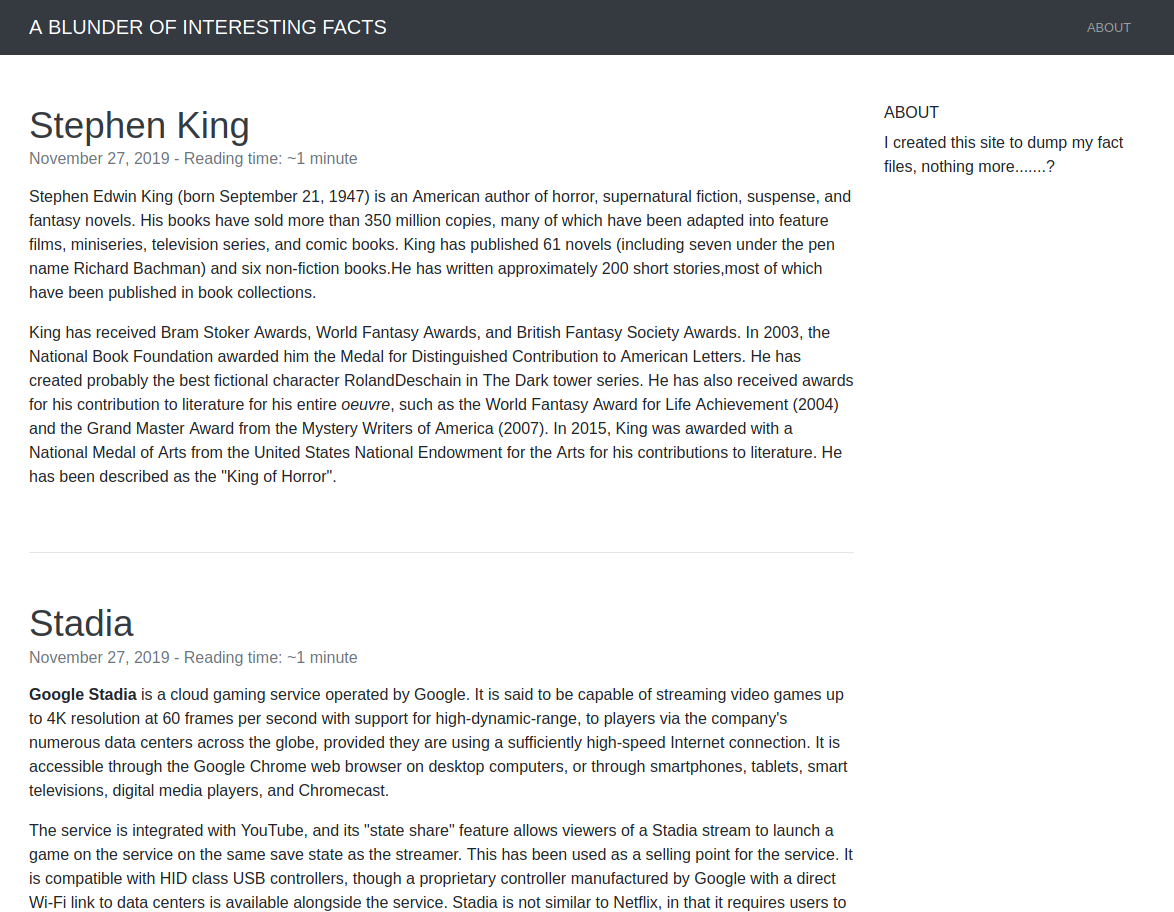 A BLUNDER OF INTERESTING FACTS
ABOUT
Stephen King
November 27, 2019 - Reading time: ~1 minute
Stephen Edwin King (born September 21, 1947) is an American author of horror, supernatural fiction, suspense, and
fantasy novels. His books have sold more than 350 million copies, many of which have been adapted into feature
films, miniseries, television series, and comic books. King has published 61 novels (including seven under the pen
name Richard Bachman) and six non-fiction books.He has written approximately 200 short stories,most of which
have been published in book collections.
King has received Bram Stoker Awards, World Fantasy Awards, and British Fantasy Society Awards. In 2003, the
National Book Foundation awarded him the Medal for Distinguished Contribution to American Letters. He has
created probably the best fictional character RolandDeschain in The Dark tower series. He has also received awards
for his contribution to literature for his entire oeuvre, such as the World Fantasy Award for Life Achievement (2004)
and the Grand Master Award from the Mystery Writers of America (2007). In 2015, King was awarded with a
National Medal of Arts from the United States National Endowment for the Arts for his contributions to literature. He
has been described as the "King of Horror".
Stadia
November 27, 2019 - Reading time: ~1 minute
Google Stadia is a cloud gaming service operated by Google. It is said to be capable of streaming video games up
to 4K resolution at 60 frames per second with support for high-dynamic-range, to players via the company's
numerous data centers across the globe, provided they are using a sufficiently high-speed Internet connection. It is
accessible through the Google Chrome web browser on desktop computers, or through smartphones, tablets, smart
televisions, digital media players, and Chromecast.
The service is integrated with YouTube, and its "state share" feature allows viewers of a Stadia stream to launch a
game on the service on the same save state as the streamer. This has been used as a selling point for the service. It
is compatible with HID class USB controllers, though a proprietary controller manufactured by Google with a direct
Wi-Fi link to data centers is available alongside the service. Stadia is not similar to Netflix, in that it requires users to
ABOUT
I created this site to dump my fact
files, nothing more.......?